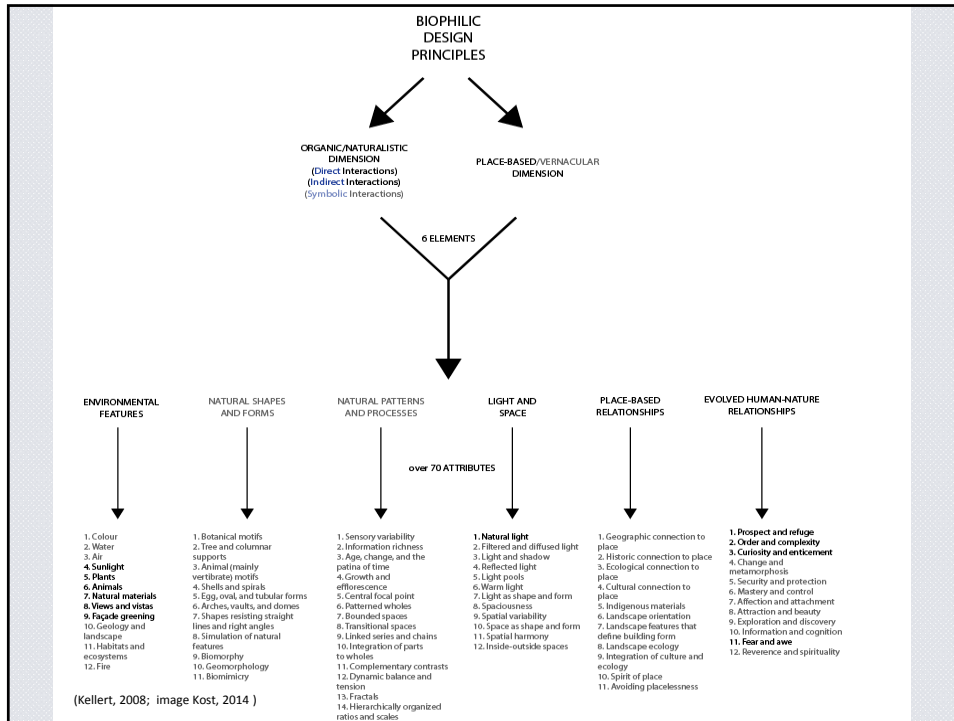 BIOPHILIC
DESIGN
PRINCIPLES
ORGANIC/NATURALISTIC
DIMENSION
(Direct Interactions)
(Indirect Interactions)
(Symbolic Interactions)
PLACE-BASED/VERNACULAR
DIMENSION
6 ELEMENTS
ENVIRONMENTAL
FEATURES
NATURAL SHAPES
AND FORMS
NATURAL PATTERNS
AND PROCESSES
LIGHT AND
SPACE
PLACE-BASED
RELATIONSHIPS
EVOLVED HUMAN-NATURE
RELATIONSHIPS
over 70 ATTRIBUTES
1. Colour
2. Water
3. Air
4. Sunlight
5. Plants
6. Animals
7. Natural materials
8. Views and vistas
9. Façade greening
10. Geology and
landscape
11. Habitats and
ecosystems
12. Fire
1. Botanical motifs
2. Tree and columnar
supports
3. Animal (mainly
vertibrate) motifs
4. Shells and spirals
5. Egg, oval, and tubular forms
6. Arches, vaults, and domes
7. Shapes resisting straight
lines and right angles
8. Simulation of natural
features
9. Biomorphy
10. Geomorphology
11. Biomimicry
1. Sensory variability
2. Information richness
3. Age, change, and the
patina of time
4. Growth and
efflorescence
5. Central focal point
6. Patterned wholes
7. Bounded spaces
8. Transitional spaces
9. Linked series and chains
10. Integration of parts
to wholes
11. Complementary contrasts
12. Dynamic balance and
tension
13. Fractals
14. Hierarchically organized
ratios and scales
1. Natural light
2. Filtered and diffused light
3. Light and shadow
4. Reflected light
5. Light pools
6. Warm light
7. Light as shape and form
8. Spaciousness
9. Spatial variability
10. Space as shape and form
11. Spatial harmony
12. Inside-outside spaces
1. Geographic connection to
place
2. Historic connection to place
3. Ecological connection to
place
4. Cultural connection to
place
5. Indigenous materials
6. Landscape orientation
7. Landscape features that
define building form
8. Landscape ecology
9. Integration of culture and
ecology
10. Spirit of place
11. Avoiding placelessness
1. Prospect and refuge
2. Order and complexity
3. Curiosity and enticement
4. Change and
metamorphosis
5. Security and protection
6. Mastery and control
7. Affection and attachment
8. Attraction and beauty
9. Exploration and discovery
10. Information and cognition
11. Fear and awe
12. Reverence and spirituality
(Kellert, 2008; image Kost, 2014 )